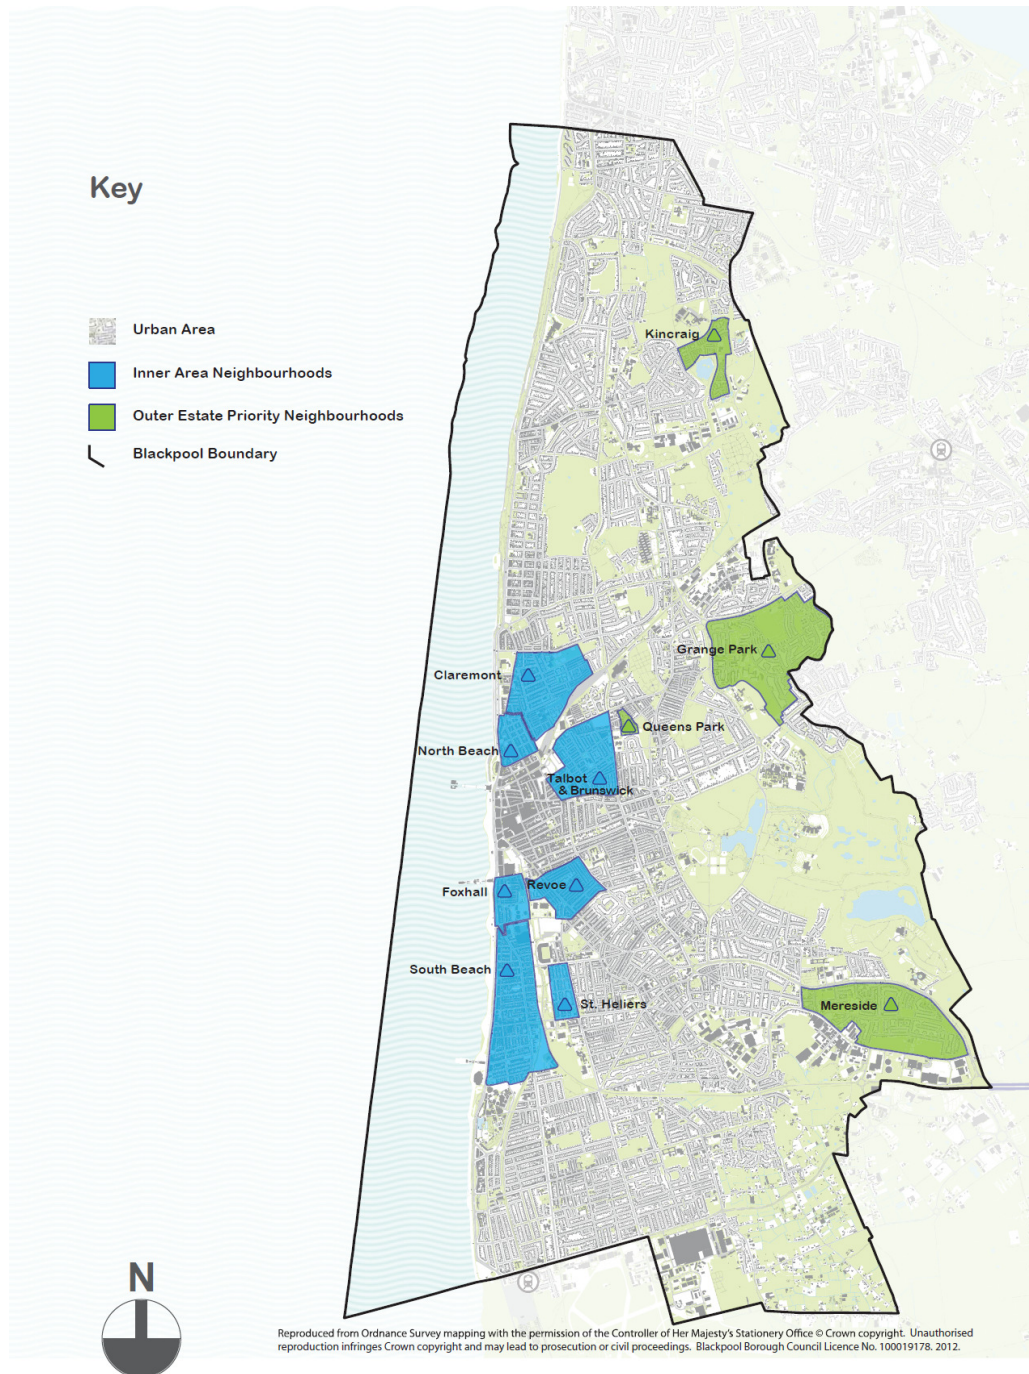 Key
Urban Area
Inner Area Neighbourhoods
Outer Estate Priority Neighbourhoods
Blackpool Boundary
Kincraig
Grange Park
Claremont
Queens Park
North Beach
Talbot
& Brunswick
Revoe
Foxhall
South Beach
St. Heliers
Mereside
N
Reproduced from Ordnance Survey mapping with the permission of the Controller of Her Majesty's Stationery Office © Crown copyright. Unauthorised
reproduction infringes Crown copyright and may lead to prosecution or civil proceedings. Blackpool Borough Council Licence No. 100019178. 2012.